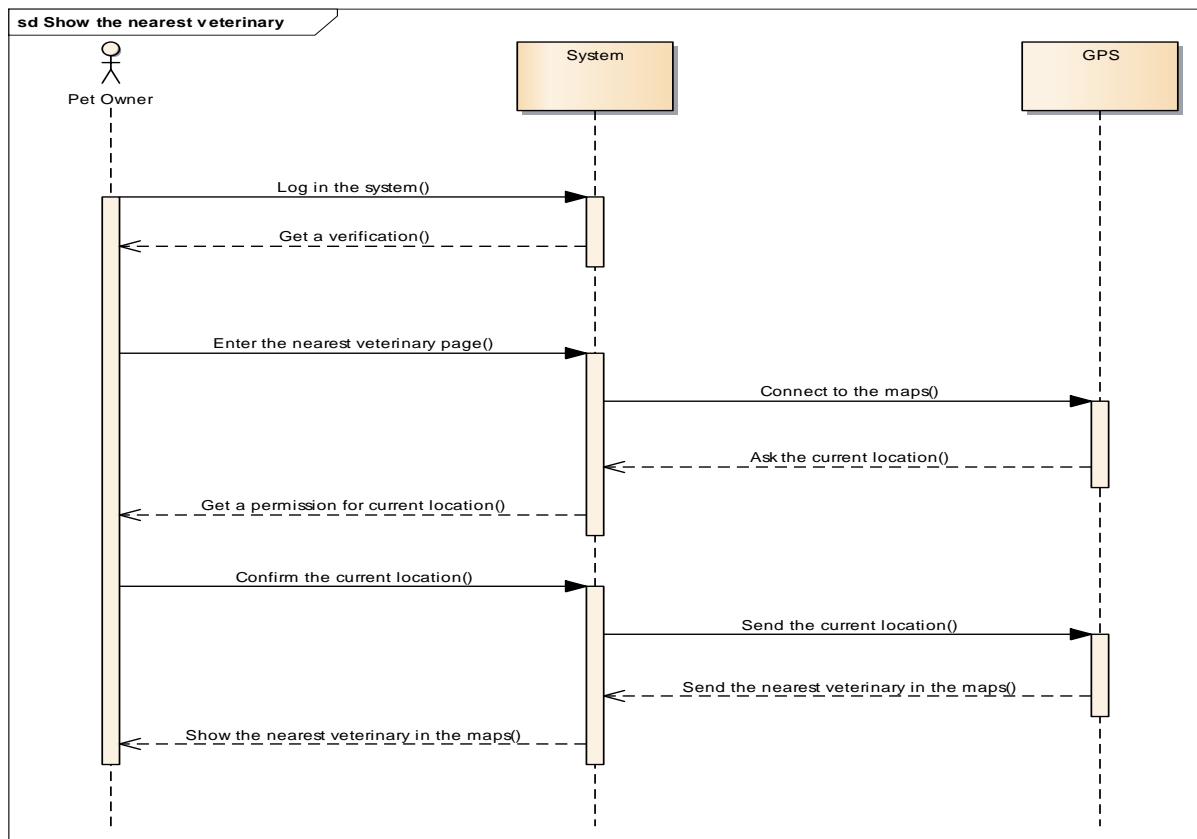 sd Show the nearest veterinary
Pet Owner
System
GPS
Log in the system()
Get a verification()
Enter the nearest veterinary page()
Connect to the maps()
Ask the current location()
Get a permission for current location()
Confirm the current location()
Send the current location()
Send the nearest veterinary in the maps()
Show the nearest veterinary in the maps()